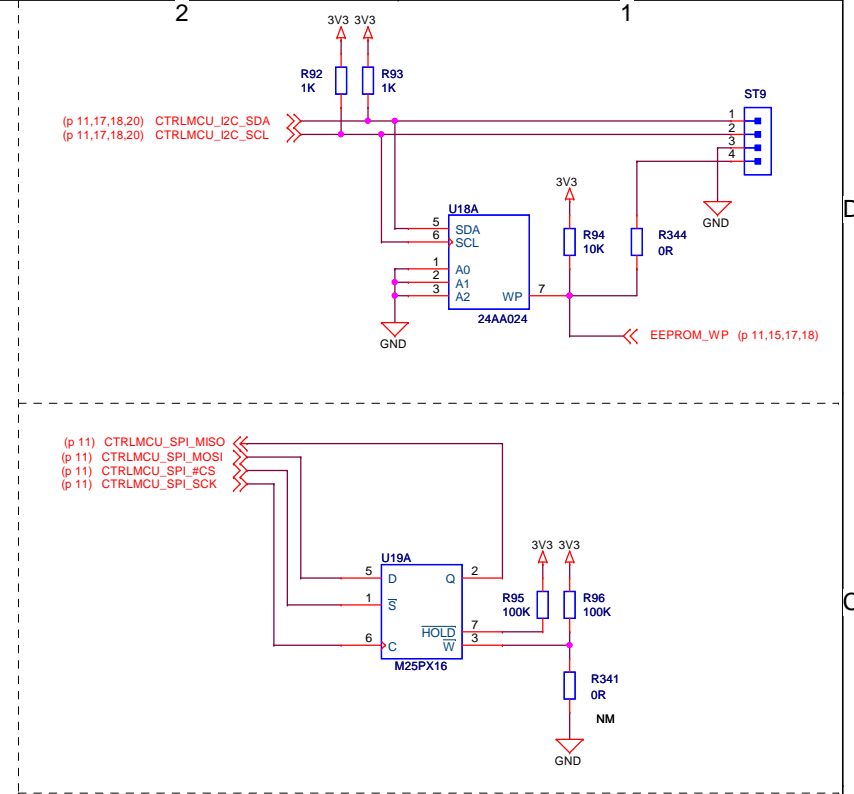 2 1
3V3 3V3
R92 R93
1K 1K
ST9
(p 11,17,18,20) CTRLMCU_I2C_SDA 1
(p 11,17,18,20) CTRLMCU_I2C_SCL 2
3
4
3V3
D
U18A
GND
5 SDA
6 SCL
R94 R344
10K 0R
1 A0
2 A1
3 A2 WP 7
24AA024
GND
EEPROM_WP (p 11,15,17,18)
(p 11) CTRLMCU_SPI_MISO
(p 11) CTRLMCU_SPI_MOSI
(p 11) CTRLMCU_SPI_#CS
(p 11) CTRLMCU_SPI_SCK
3V3 3V3
U19A
5 D Q 2
R95 R96
100K 100K
C
1 S
HOLD 7
6 C W 3
M25PX16
R341
0R
NM
GND